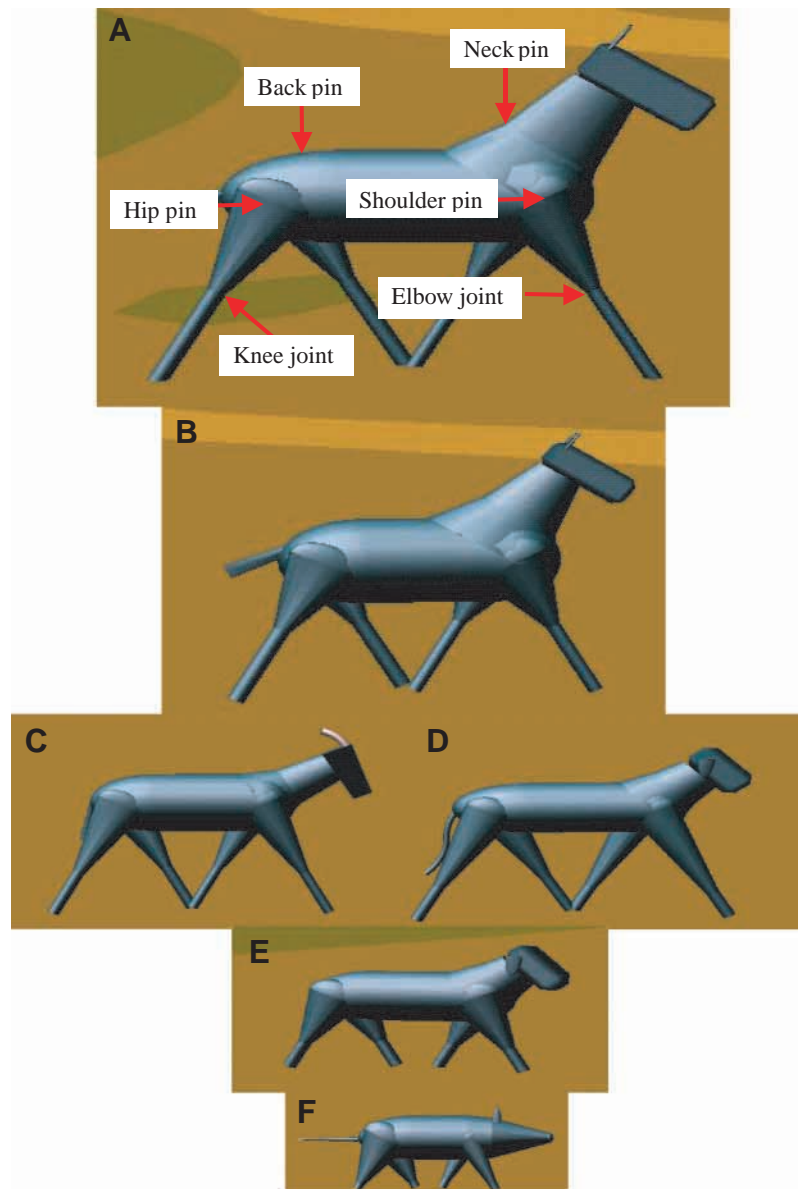 A
Neck pin
Back pin
Hip pin
Shoulder pin
Elbow joint
Knee joint
B
C
D
E
F